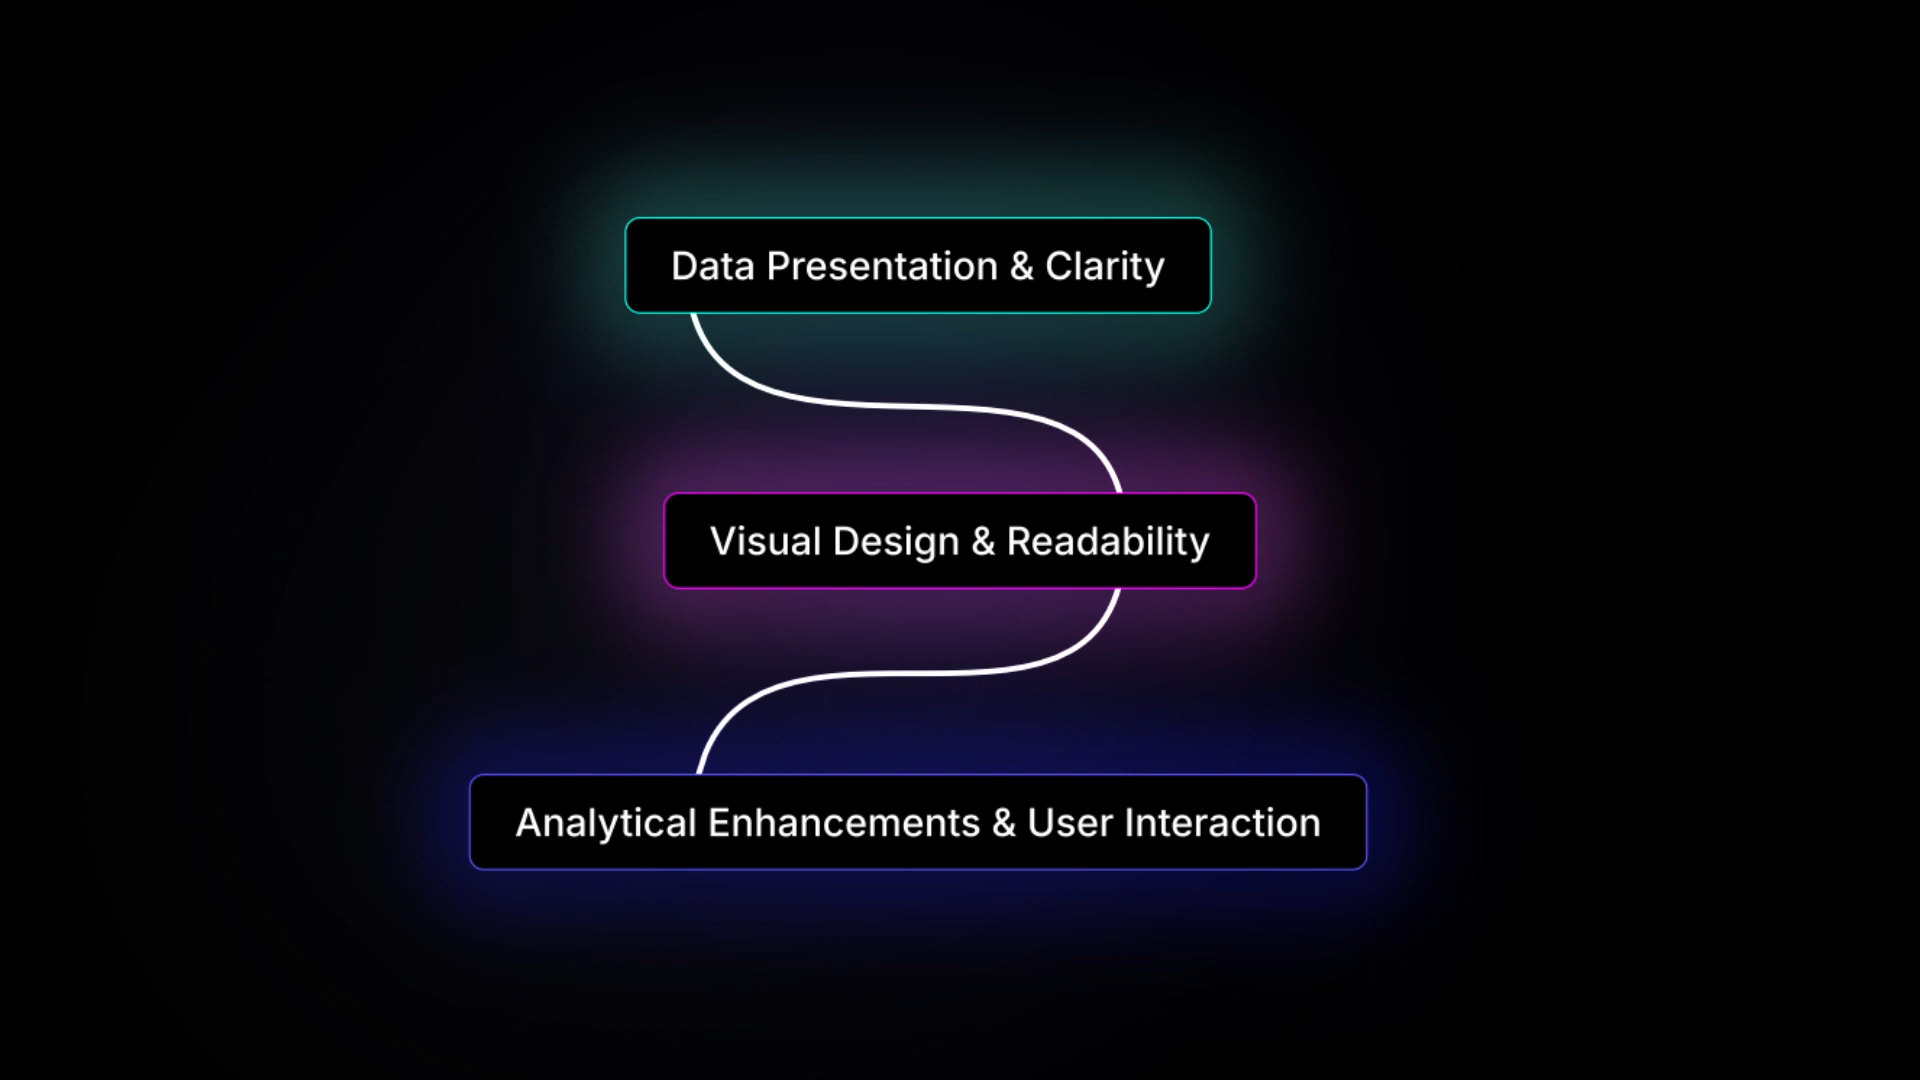 Data Presentation & Clarity
Visual Design & Readability
Analytical Enhancements & User Interaction